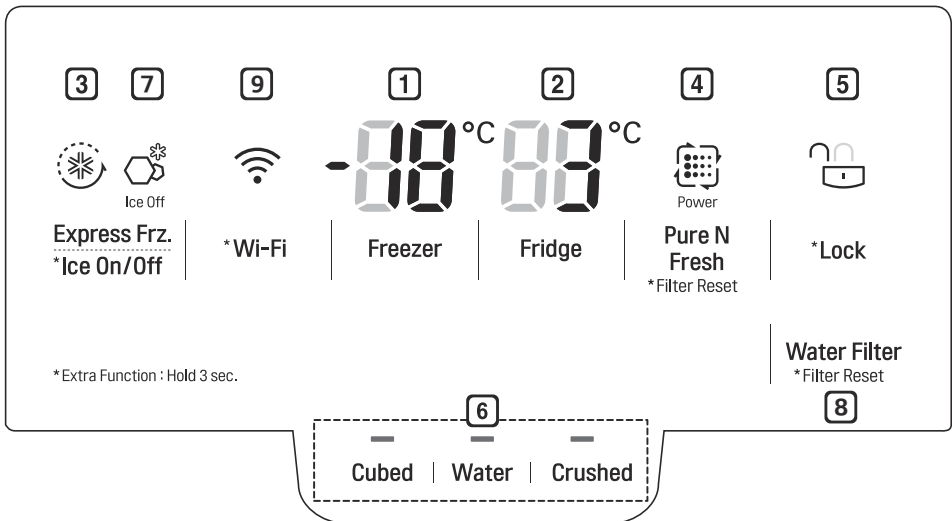 3 7 9 1 2 4 5
-18 °C 3 °C
Ice Off
Power
Express Frz.
*Ice On/Off
*Wi-Fi
Freezer
Fridge
Pure N
Fresh
*Filter Reset
*Lock
Water Filter
*Filter Reset
8
*Extra Function : Hold 3 sec.
6
Cubed | Water | Crushed